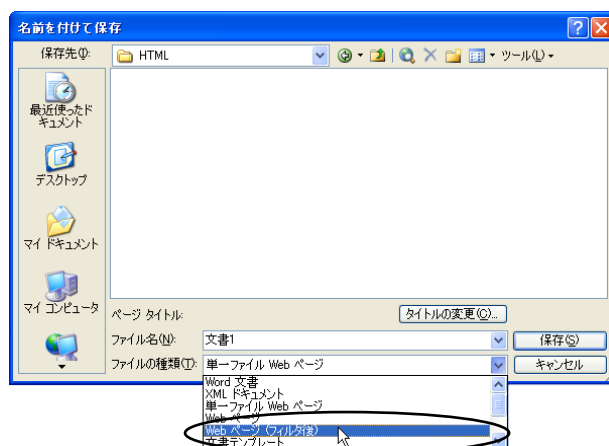 名前を付けて保存
保存先(I):
HTML
ツール(L)
最近使ったド
キュメント
デスクトップ
マイ ドキュメント
マイ コンピュータ
ページ タイトル:
タイトルの変更(C)...
ファイル名(N):
文書1
保存(S)
ファイルの種類(T):
単一ファイル Web ページ
キャンセル
Word 文書
XML ドキュメント
単一ファイル Web ページ
Web ページ
Web ページ (フィルタ後)
文書テンプレート